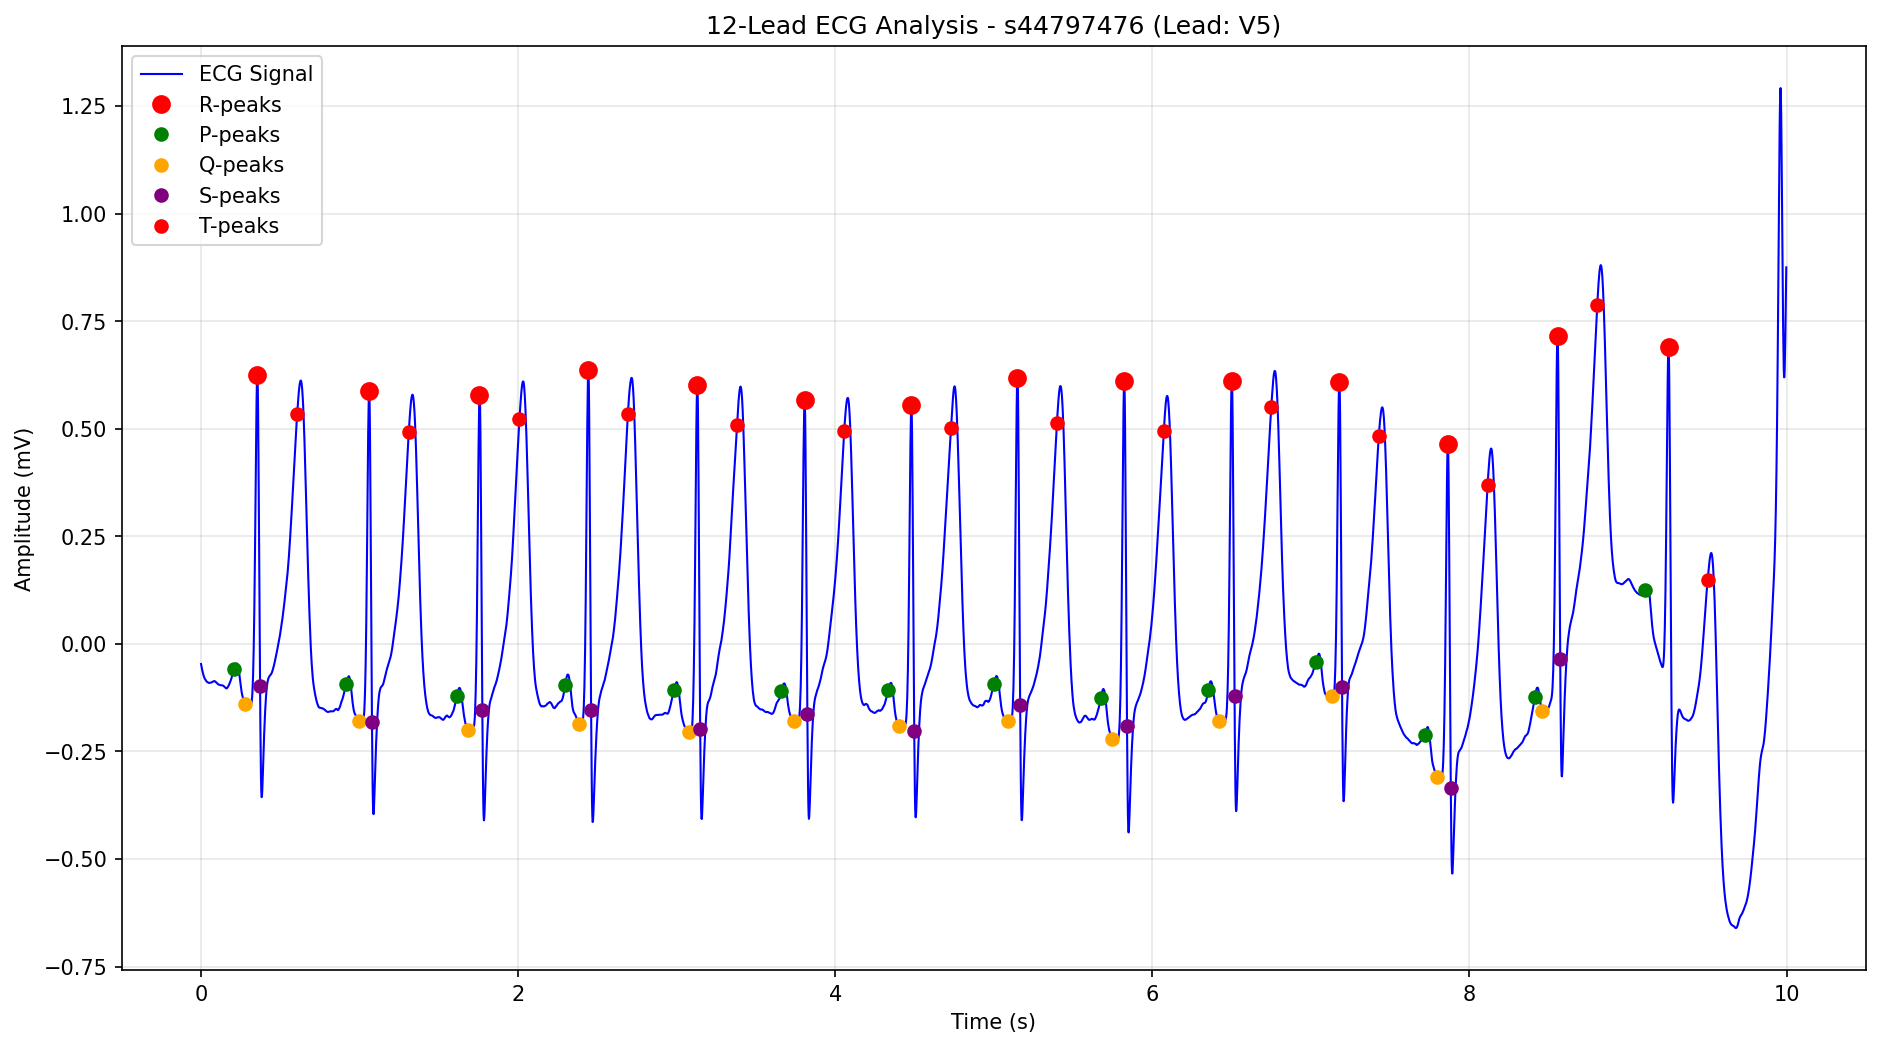 12-Lead ECG Analysis - s44797476 (Lead: V5)
ECG Signal
R-peaks
P-peaks
Q-peaks
S-peaks
T-peaks
1.25
1.00
0.75
0.50
0.25
0.00
−0.25
−0.50
−0.75
Amplitude (mV)
0 2 4 6 8 10
Time (s)